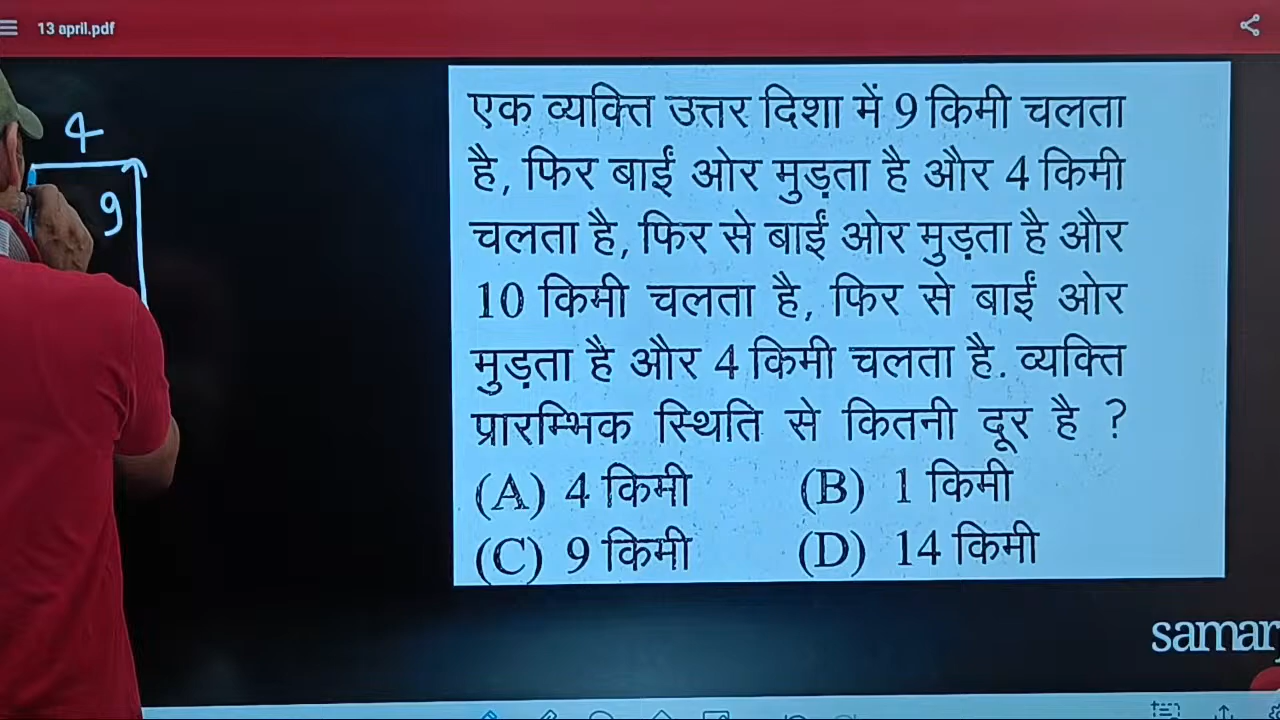 13 april.pdf
4
9
एक व्यक्ति उत्तर दिशा में 9 किमी चलता
है, फिर बाईं ओर मुड़ता है और 4 किमी
चलता है, फिर से बाईं ओर मुड़ता है और
10 किमी चलता है, फिर से बाईं ओर
मुड़ता है और 4 किमी चलता है. व्यक्ति
प्रारम्भिक स्थिति से कितनी दूर है ?
(A) 4 किमी (B) 1 किमी
(C) 9 किमी (D) 14 किमी